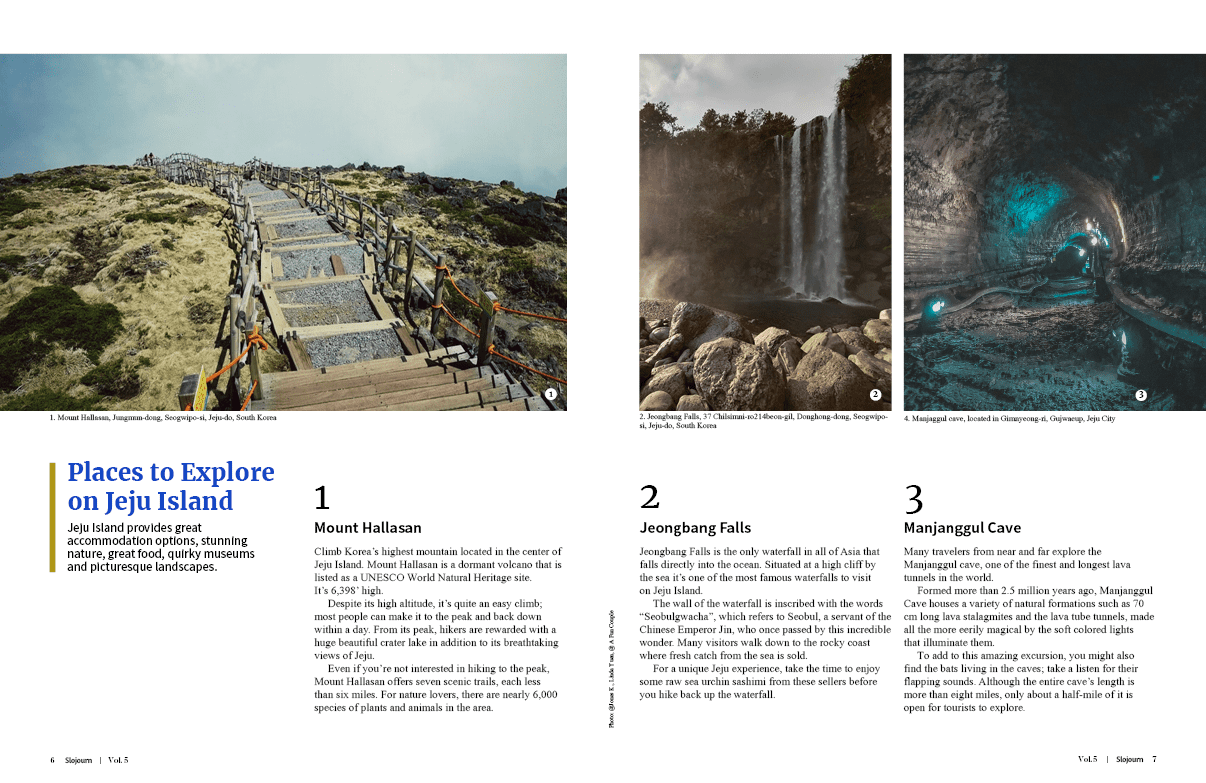 1
2
3
1. Mount Hallasan, Jungmun-dong, Seogwipo-si, Jeju-do, South Korea
2. Jeongbang Falls, 37 Chilsimni-ro214beon-gil, Donghong-dong, Seogwipo-
si, Jeju-do, South Korea
4. Manjaggul cave, located in Gimnyeong-ri, Gujwaeup, Jeju City
Places to Explore
on Jeju Island
Jeju Island provides great
accommodation options, stunning
nature, great food, quirky museums
and picturesque landscapes.
1
Mount Hallasan
Climb Korea’s highest mountain located in the center of
Jeju Island. Mount Hallasan is a dormant volcano that is
listed as a UNESCO World Natural Heritage site.
It’s 6,398’ high.
Despite its high altitude, it’s quite an easy climb;
most people can make it to the peak and back down
within a day. From its peak, hikers are rewarded with a
huge beautiful crater lake in addition to its breathtaking
views of Jeju.
Even if you’re not interested in hiking to the peak,
Mount Hallasan offers seven scenic trails, each less
than six miles. For nature lovers, there are nearly 6,000
species of plants and animals in the area.
Photo: @Jonas K , Linda Yuan, @ A Fun Couple
2
Jeongbang Falls
Jeongbang Falls is the only waterfall in all of Asia that
falls directly into the ocean. Situated at a high cliff by
the sea it’s one of the most famous waterfalls to visit
on Jeju Island.
The wall of the waterfall is inscribed with the words
“Seobulgwacha”, which refers to Seobul, a servant of the
Chinese Emperor Jin, who once passed by this incredible
wonder. Many visitors walk down to the rocky coast
where fresh catch from the sea is sold.
For a unique Jeju experience, take the time to enjoy
some raw sea urchin sashimi from these sellers before
you hike back up the waterfall.
3
Manjanggul Cave
Many travelers from near and far explore the
Manjanggul cave, one of the finest and longest lava
tunnels in the world.
Formed more than 2.5 million years ago, Manjanggul
Cave houses a variety of natural formations such as 70
cm long lava stalagmites and the lava tube tunnels, made
all the more eerily magical by the soft colored lights
that illuminate them.
To add to this amazing excursion, you might also
find the bats living in the caves; take a listen for their
flapping sounds. Although the entire cave’s length is
more than eight miles, only about a half-mile of it is
open for tourists to explore.
6 Slojourn | Vol. 5
Vol.5 | Slojourn 7